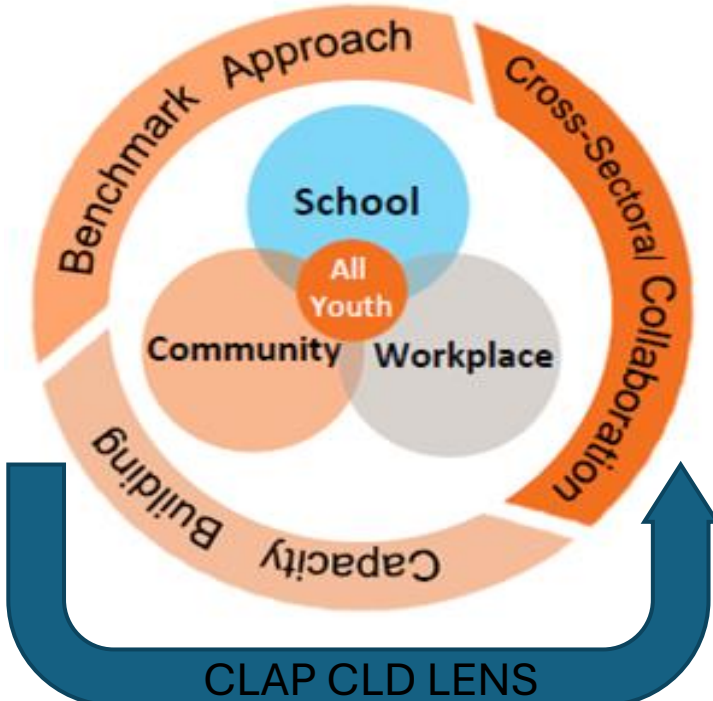 Benchmark Approach
Cross-Sectoral Collaboration
School
All
Youth
Community
Workplace
Capacity Building
CLAP CLD LENS